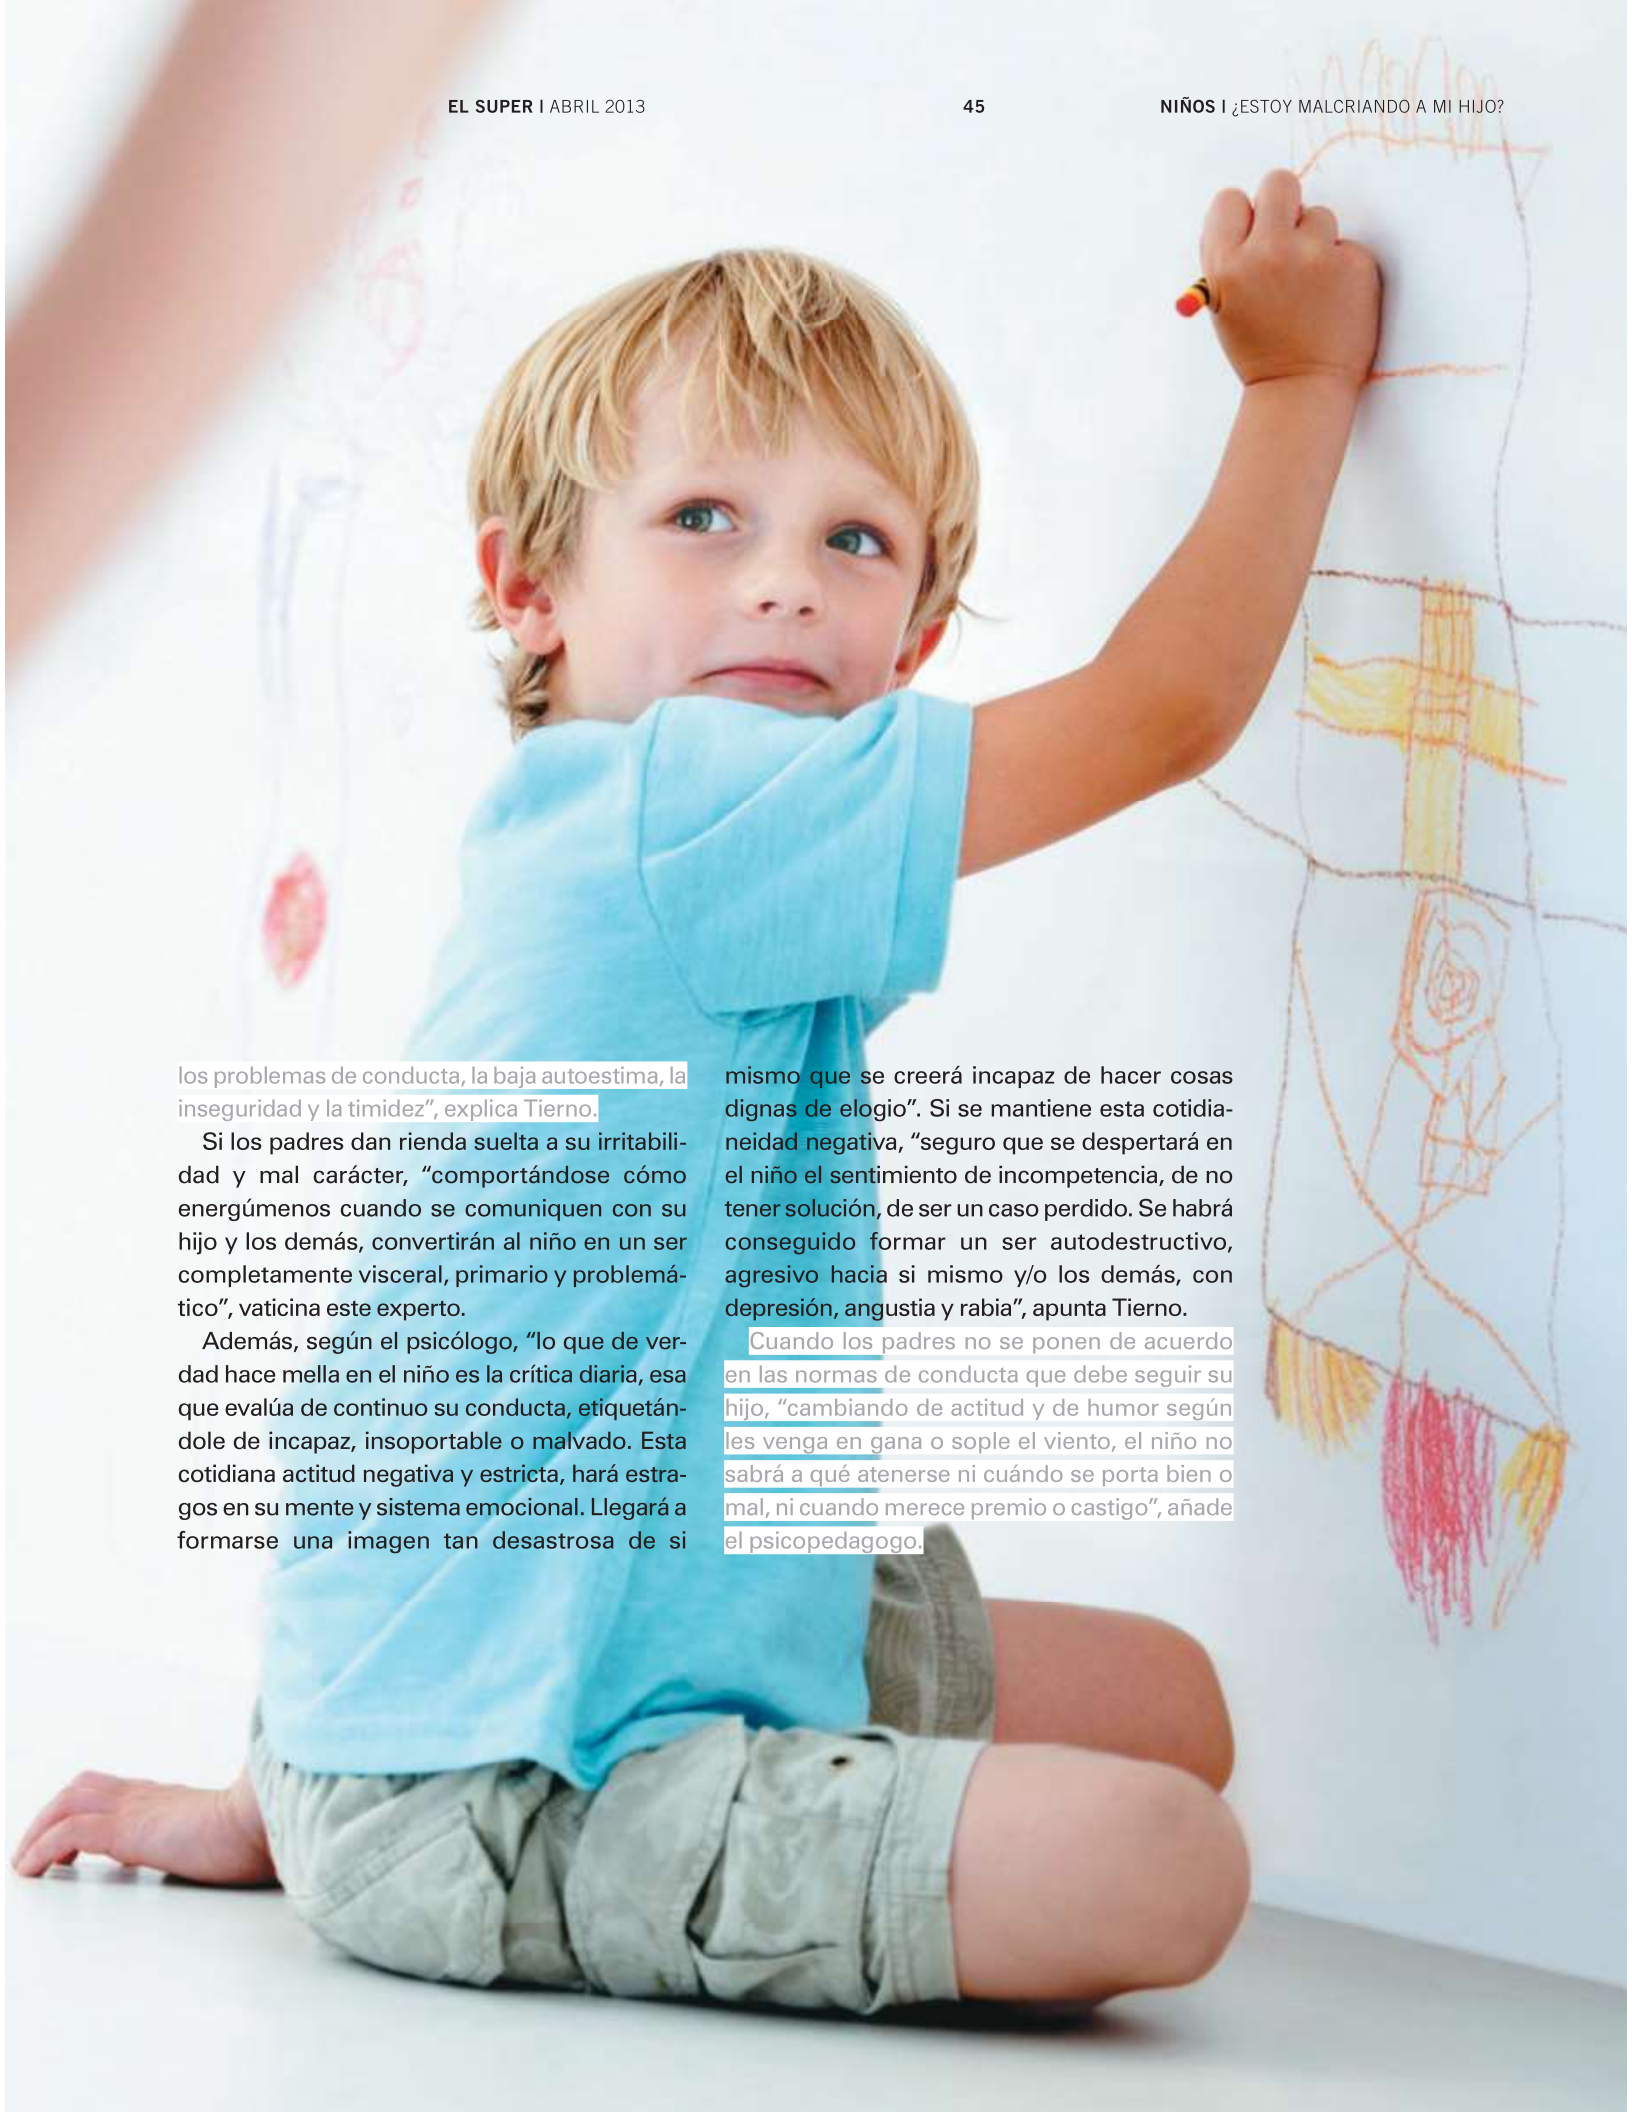 EL SUPER I ABRIL 2013
45
NIÑOS I ¿ESTOY MALCRIANDO A MI HIJO?
los problemas de conducta, la baja autoestima, la
inseguridad y la timidez”, explica Tierno.
Si los padres dan rienda suelta a su irritabili-
dad y mal carácter, “comportándose cómo
energúmenos cuando se comuniquen con su
hijo y los demás, convertirán al niño en un ser
completamente visceral, primario y problemá-
tico”, vaticina este experto.
Además, según el psicólogo, “lo que de ver-
dad hace mella en el niño es la crítica diaria, esa
que evalúa de continuo su conducta, etiquetán-
dole de incapaz, insoportable o malvado. Esta
cotidiana actitud negativa y estricta, hará estra-
gos en su mente y sistema emocional. Llegará a
formarse una imagen tan desastrosa de si
mismo que se creerá incapaz de hacer cosas
dignas de elogio”. Si se mantiene esta cotidia-
neidad negativa, “seguro que se despertará en
el niño el sentimiento de incompetencia, de no
tener solución, de ser un caso perdido. Se habrá
conseguido formar un ser autodestructivo,
agresivo hacia si mismo y/o los demás, con
depresión, angustia y rabia”, apunta Tierno.
Cuando los padres no se ponen de acuerdo
en las normas de conducta que debe seguir su
hijo, “cambiando de actitud y de humor según
les venga en gana o sople el viento, el niño no
sabrá a qué atenerse ni cuándo se porta bien o
mal, ni cuando merece premio o castigo”, añade
el psicopedagogo.